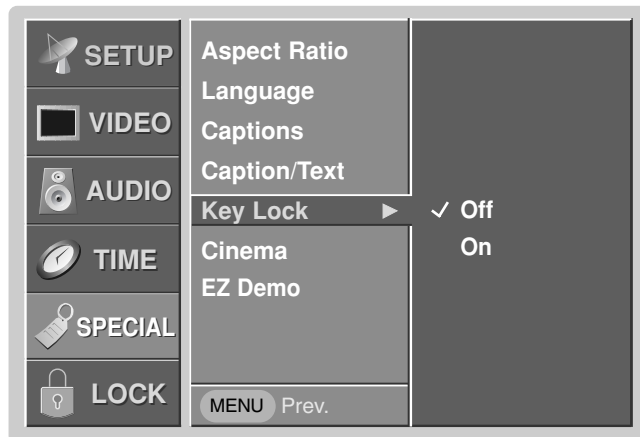 SETUP
VIDEO
AUDIO
TIME
SPECIAL
LOCK
Aspect Ratio
Language
Captions
Caption/Text
Key Lock ►
Cinema
EZ Demo
MENU Prev.
✓ Off
On